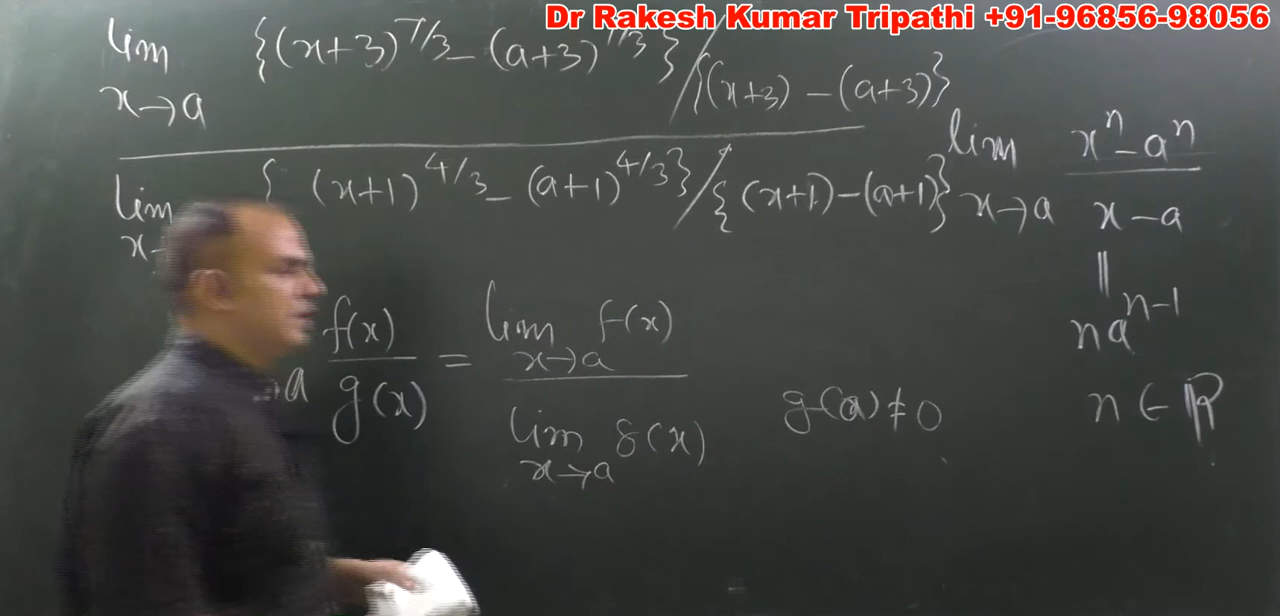 Dr Rakesh Kumar Tripathi +91-96856-98056
lim {(x+3)^7/3 - (a+3)^7/3} / {(x+3) - (a+3)}
x→a
lim { (x+1)^4/3 - (a+1)^4/3} / {(x+1) - (a+1)}
x→
f(x)/g(x) = lim x→a f(x) / lim x→a g(x)
→a
g(a) ≠ 0
lim x→a x^n - a^n / x - a
||
na^n-1
n ∈ ℝ